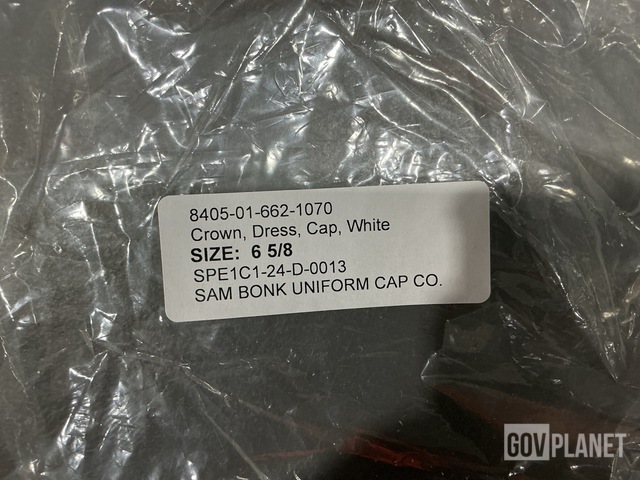 8405-01-662-1070
Crown, Dress, Cap, White
SIZE: 6 5/8
SPE1C1-24-D-0013
SAM BONK UNIFORM CAP CO.
GOVPLANET